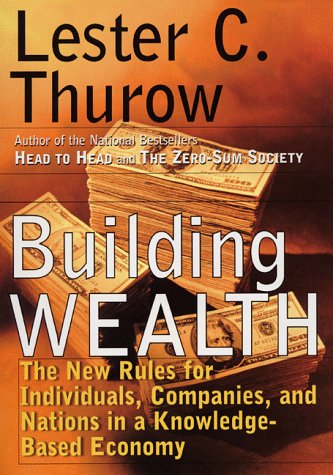 Lester C.
Thurow
Author of the National Bestsellers
HEAD TO HEAD and THE ZERO-SUM SOCIETY
Building
WEALTH
The New Rules for
Individuals, Companies, and
Nations in a Knowledge-
Based Economy